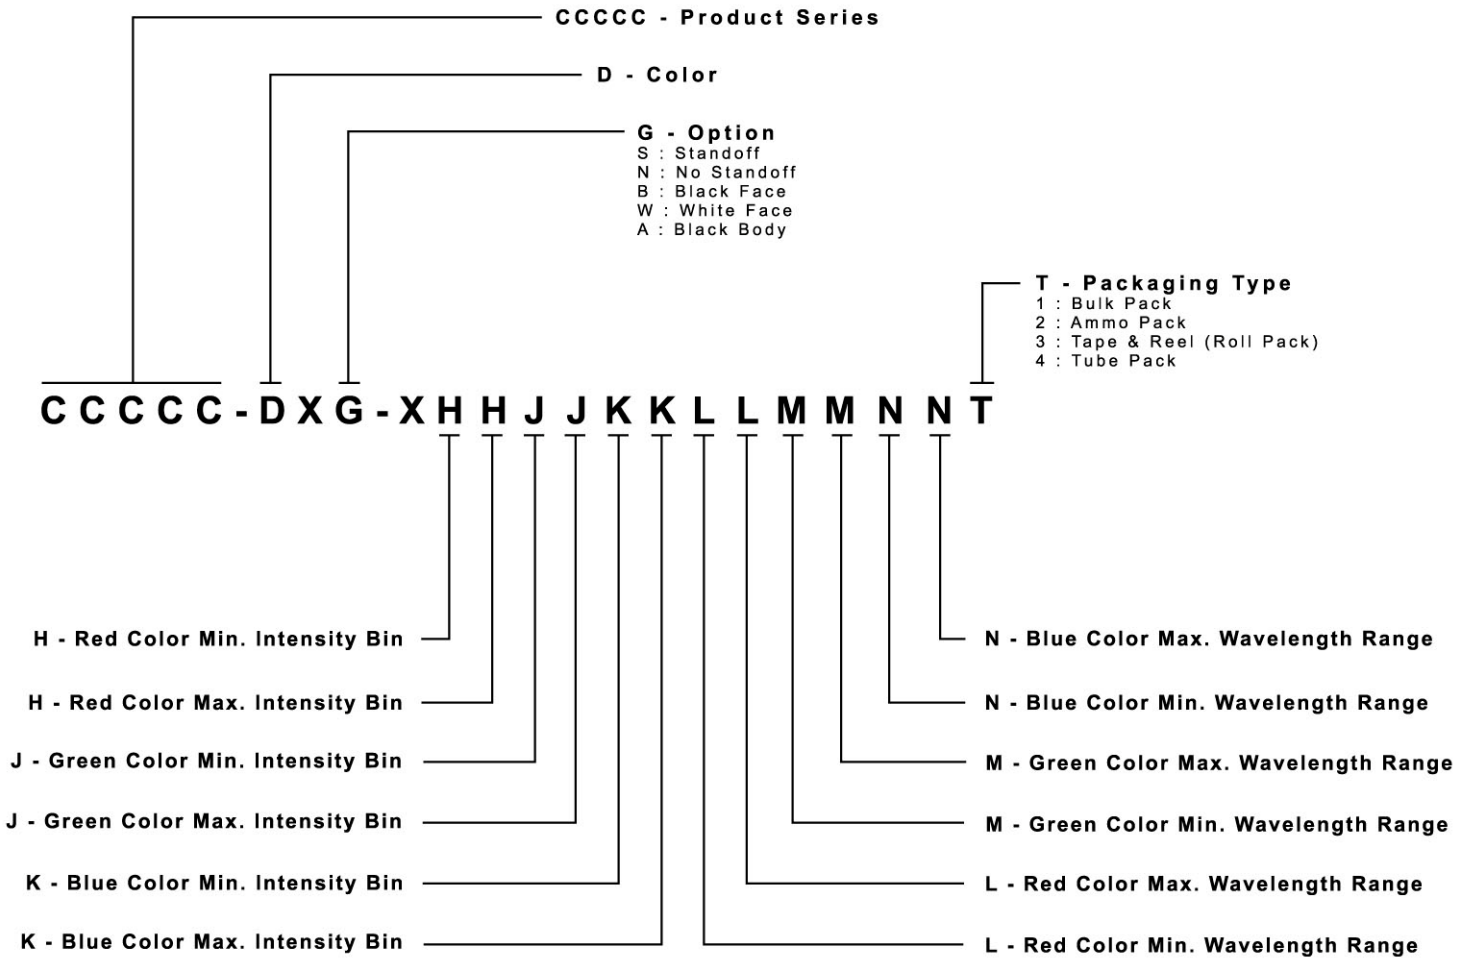 CCCCC - Product Series
D - Color
G - Option
S : Standoff
N : No Standoff
B : Black Face
W : White Face
A : Black Body
T - Packaging Type
1 : Bulk Pack
2 : Ammo Pack
3 : Tape & Reel (Roll Pack)
4 : Tube Pack
CCCCC-DXG-XHHJJKKLLMMNNT
H - Red Color Min. Intensity Bin
H - Red Color Max. Intensity Bin
J - Green Color Min. Intensity Bin
J - Green Color Max. Intensity Bin
K - Blue Color Min. Intensity Bin
K - Blue Color Max. Intensity Bin
N - Blue Color Max. Wavelength Range
N - Blue Color Min. Wavelength Range
M - Green Color Max. Wavelength Range
M - Green Color Min. Wavelength Range
L - Red Color Max. Wavelength Range
L - Red Color Min. Wavelength Range